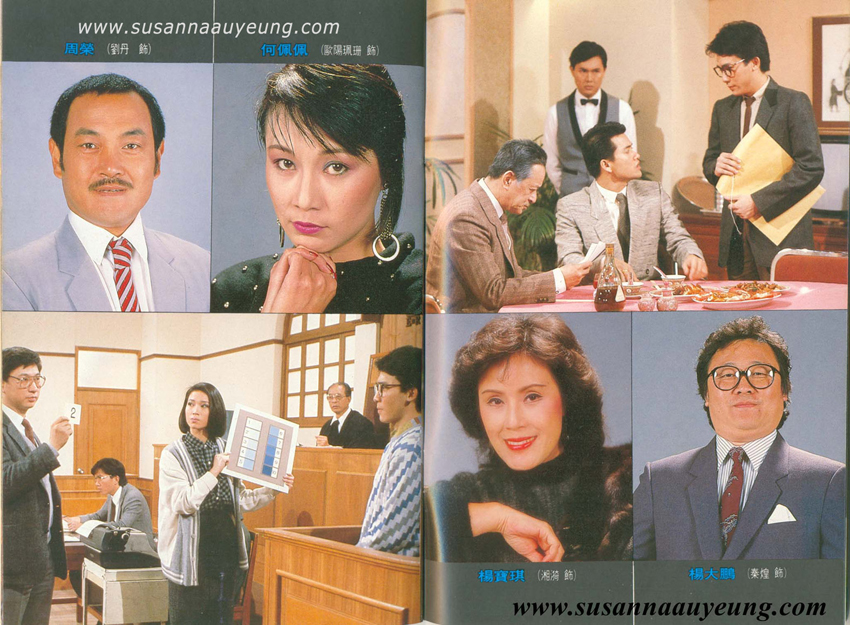 www.susannaauyeung.com
周榮 (劉丹 飾)
何佩佩 (歐陽珮珊 飾)
2
楊寶琪 (湘漪 飾)
楊大鵬 (秦煌 飾)
www.susannaauyeung.com